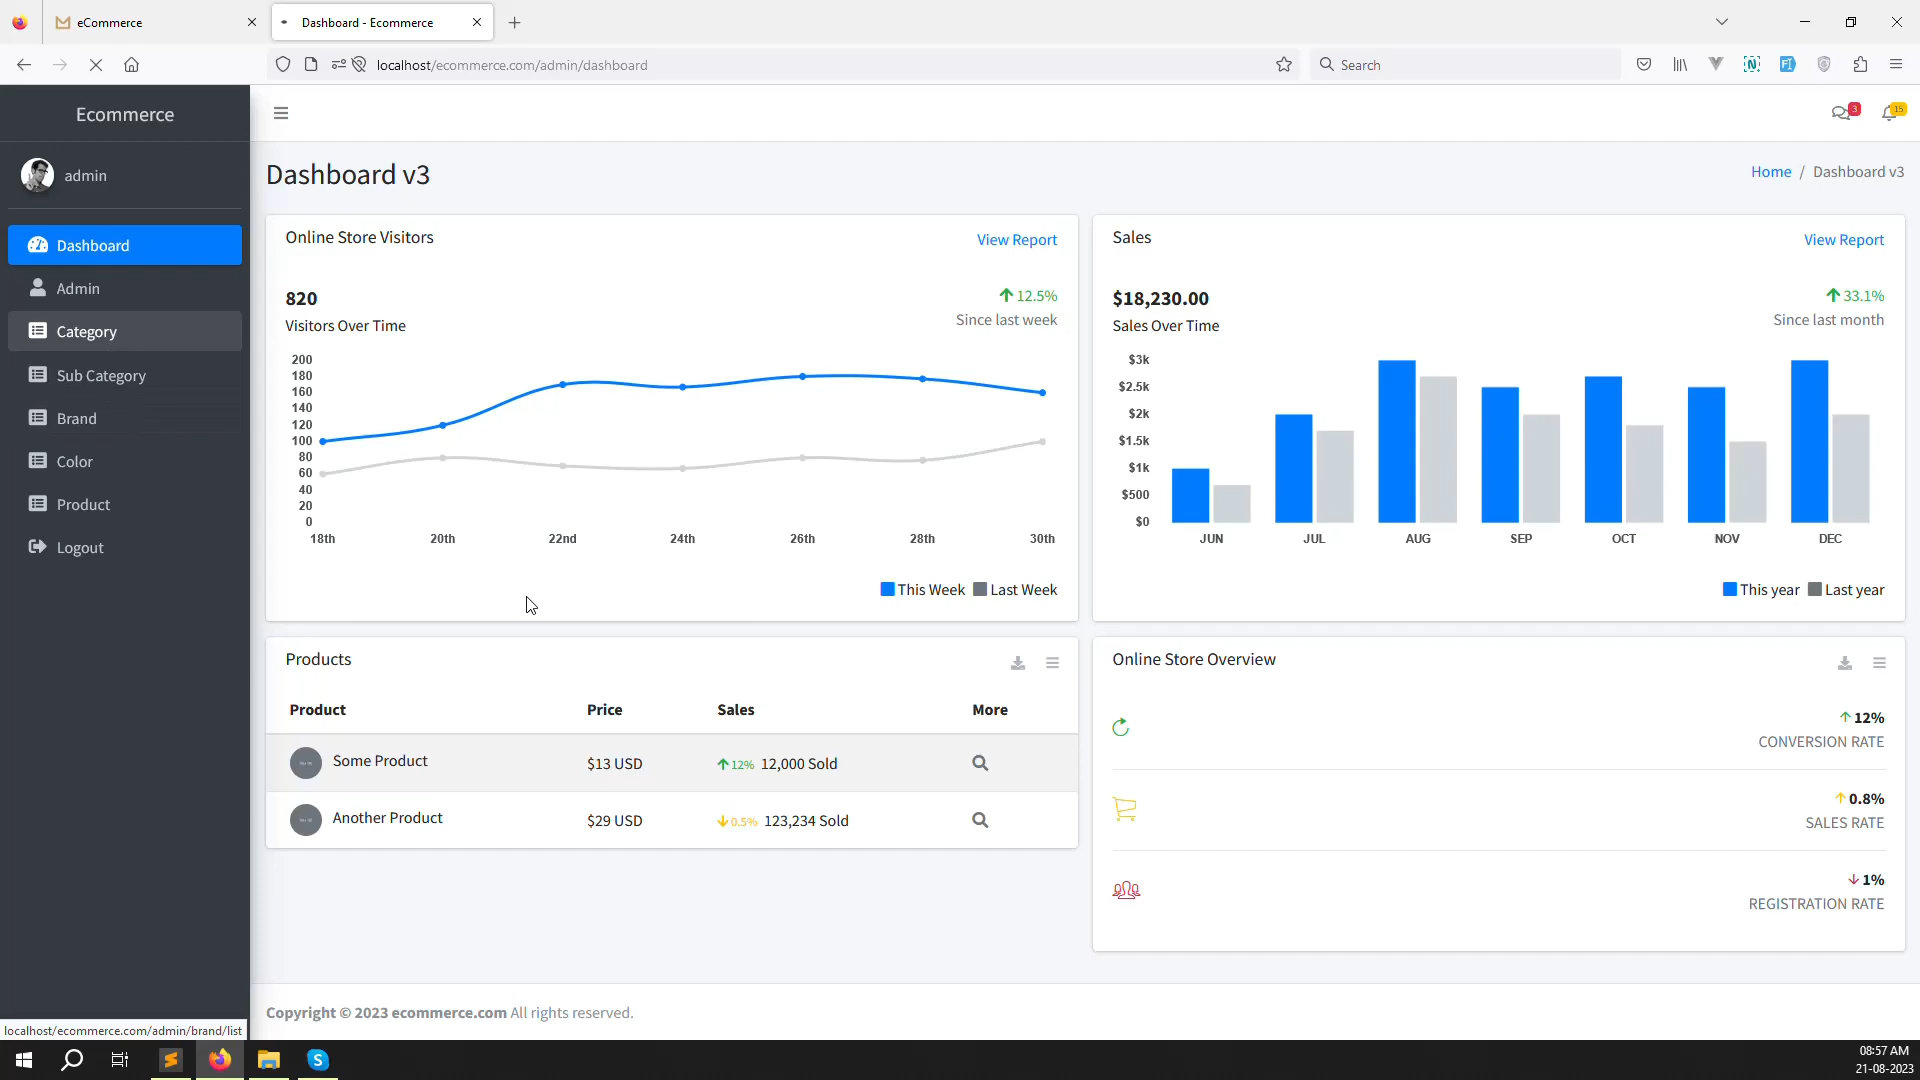 eCommerce
Dashboard - Ecommerce
localhost/ecommerce.com/admin/dashboard
Search
Ecommerce
3
15
admin
Dashboard
Admin
Category
Sub Category
Brand
Color
Product
Logout
Dashboard v3
Home / Dashboard v3
Online Store Visitors
View Report
820
Visitors Over Time
12.5%
Since last week
200
180
160
140
120
100
80
60
40
20
0
18th 20th 22nd 24th 26th 28th 30th
This Week Last Week
Sales
View Report
$18,230.00
Sales Over Time
33.1%
Since last month
$3k
$2.5k
$2k
$1.5k
$1k
$500
$0
JUN JUL AUG SEP OCT NOV DEC
This year Last year
Products
Product Price Sales More
Some Product $13 USD 12% 12,000 Sold
Another Product $29 USD 0.5% 123,234 Sold
Online Store Overview
12%
CONVERSION RATE
0.8%
SALES RATE
1%
REGISTRATION RATE
Copyright © 2023 ecommerce.com All rights reserved.
localhost/ecommerce.com/admin/brand/list
08:57 AM
21-08-2023